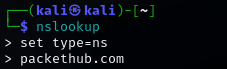 ┌──(kali㉿kali)-[~]
└─$ nslookup
> set type=ns
> packethub.com